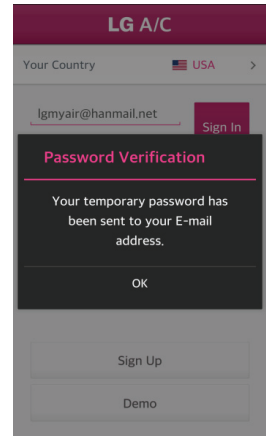 LG A/C
Your Country USA >
lgmyair@hanmail.net
Sign In
Password Verification
Your temporary password has
been sent to your E-mail
address.
OK
Sign Up
Demo